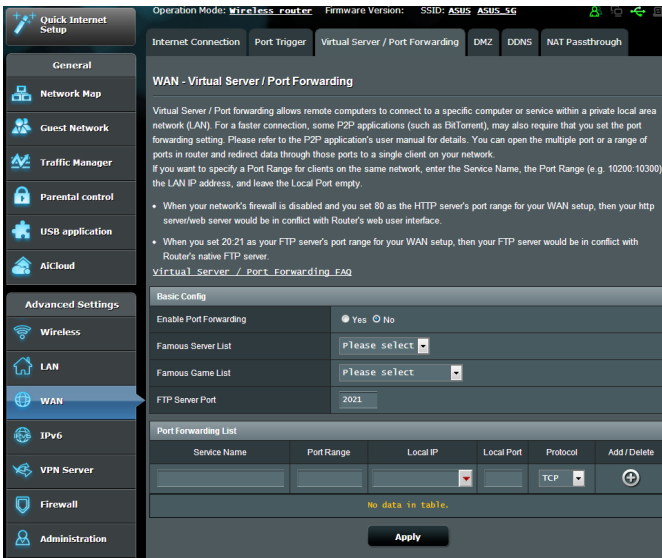 Quick Internet
Setup
Operation Mode: Wireless router Firmware Version: SSID: ASUS ASUS_5G
Internet Connection Port Trigger Virtual Server / Port Forwarding DMZ DDNS NAT Passthrough
General
Network Map
Guest Network
Traffic Manager
Parental control
USB application
AiCloud
Advanced Settings
Wireless
LAN
WAN
IPv6
VPN Server
Firewall
Administration
WAN - Virtual Server / Port Forwarding
Virtual Server / Port forwarding allows remote computers to connect to a specific computer or service within a private local area
network (LAN). For a faster connection, some P2P applications (such as BitTorrent), may also require that you set the port
forwarding setting. Please refer to the P2P application's user manual for details. You can open the multiple port or a range of
ports in router and redirect data through those ports to a single client on your network.
If you want to specify a Port Range for clients on the same network, enter the Service Name, the Port Range (e.g. 10200:10300)
the LAN IP address, and leave the Local Port empty.
• When your network's firewall is disabled and you set 80 as the HTTP server's port range for your WAN setup, then your http
server/web server would be in conflict with Router's web user interface.
• When you set 20:21 as your FTP server's port range for your WAN setup, then your FTP server would be in conflict with
Router's native FTP server.
Virtual Server / Port Forwarding FAQ
Basic Config
Enable Port Forwarding Yes No
Famous Server List Please select
Famous Game List Please select
FTP Server Port 2021
Port Forwarding List
Service Name Port Range Local IP Local Port Protocol Add / Delete
TCP
No data in table.
Apply